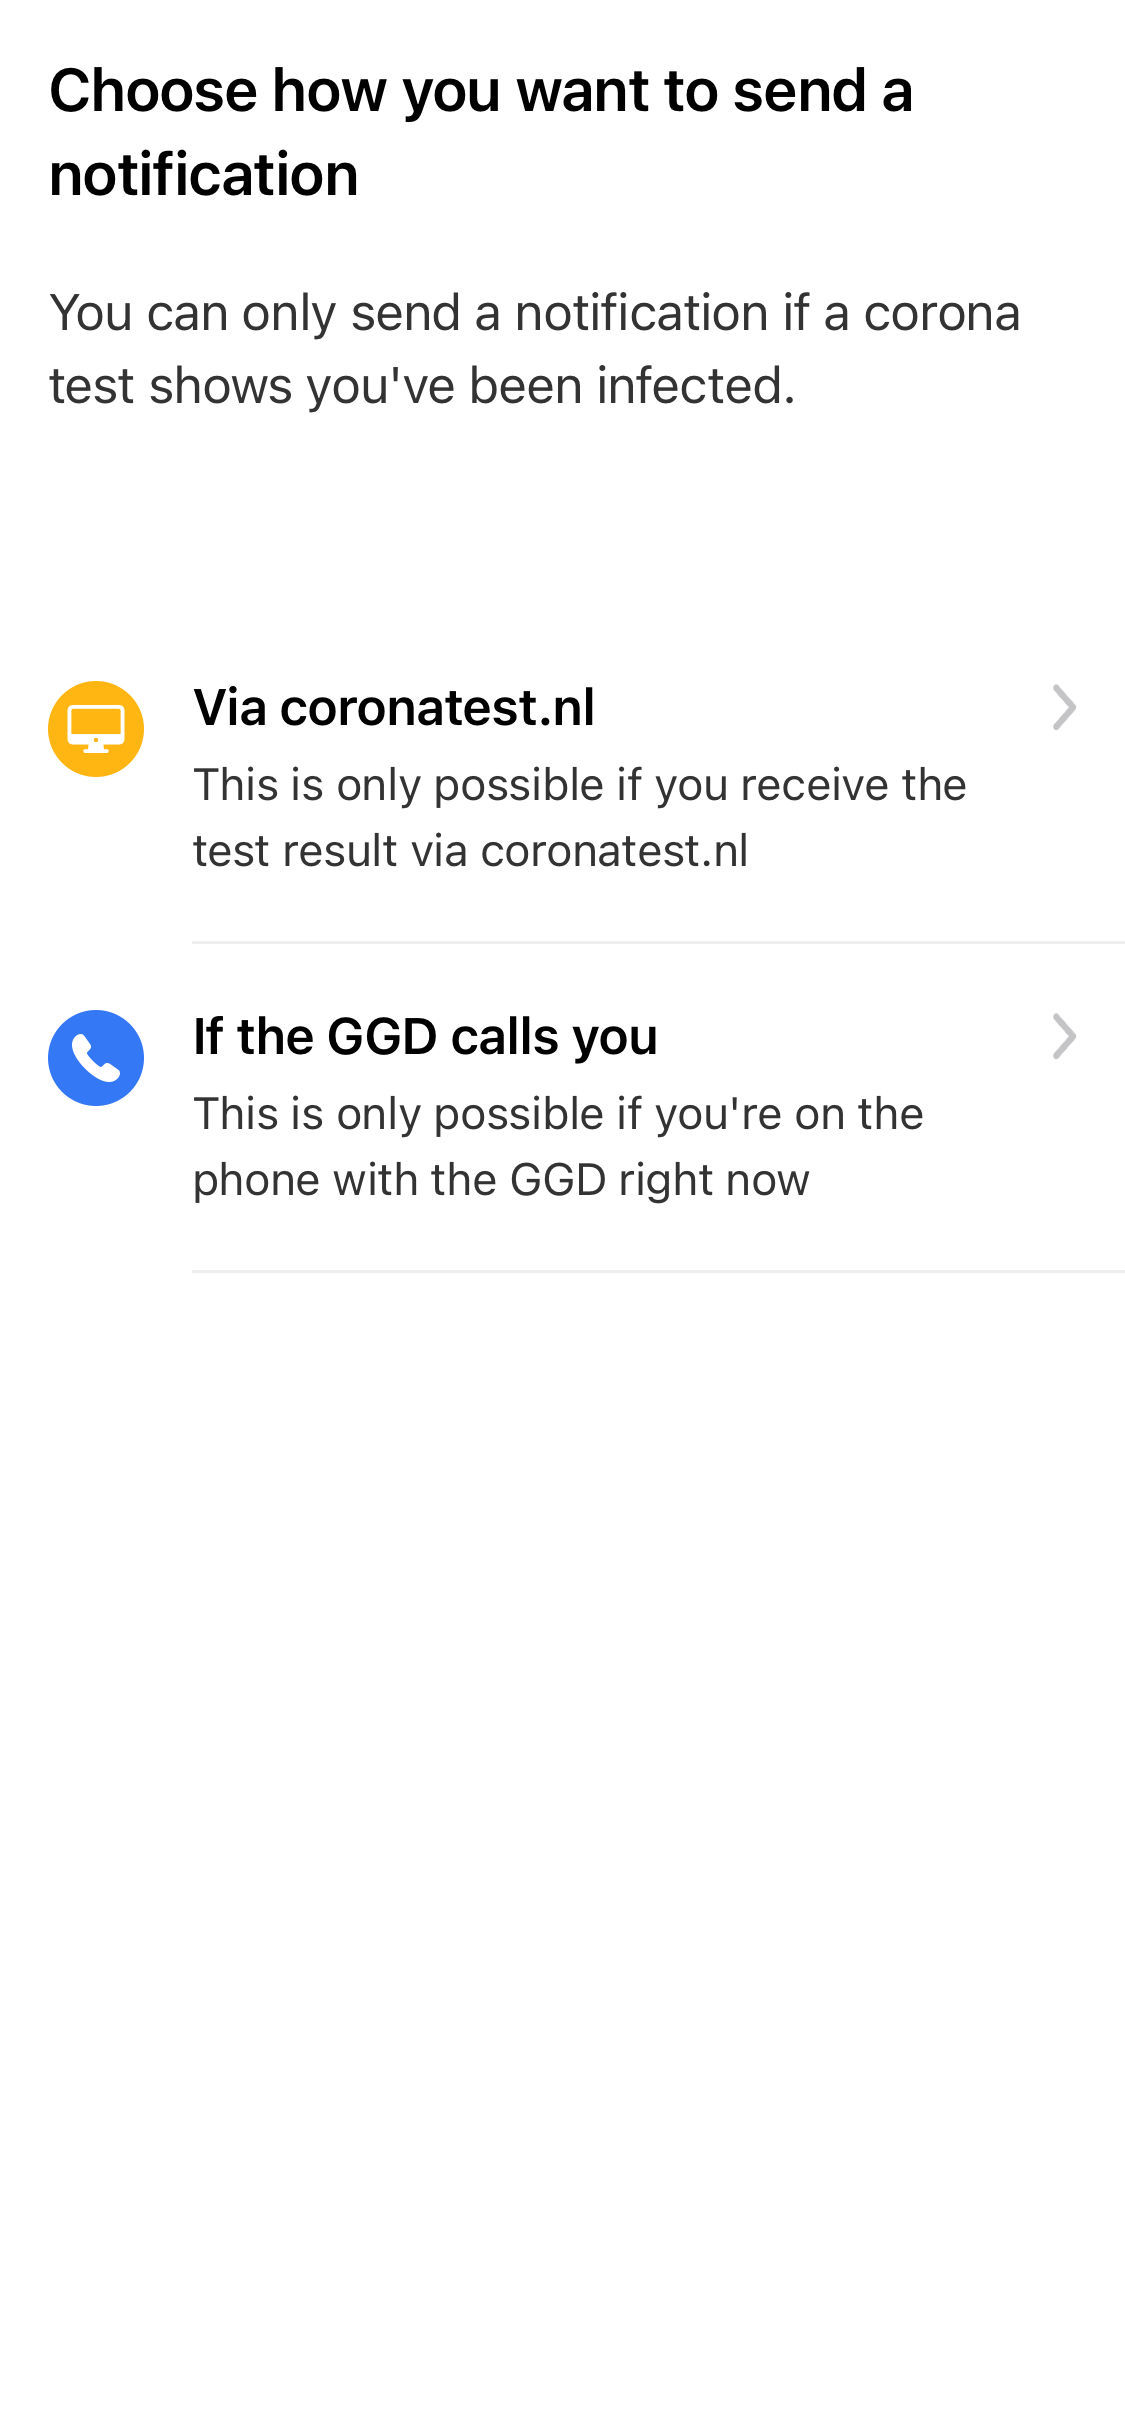 Choose how you want to send a
notification
You can only send a notification if a corona
test shows you've been infected.
Via coronatest.nl
This is only possible if you receive the
test result via coronatest.nl
If the GGD calls you
This is only possible if you're on the
phone with the GGD right now